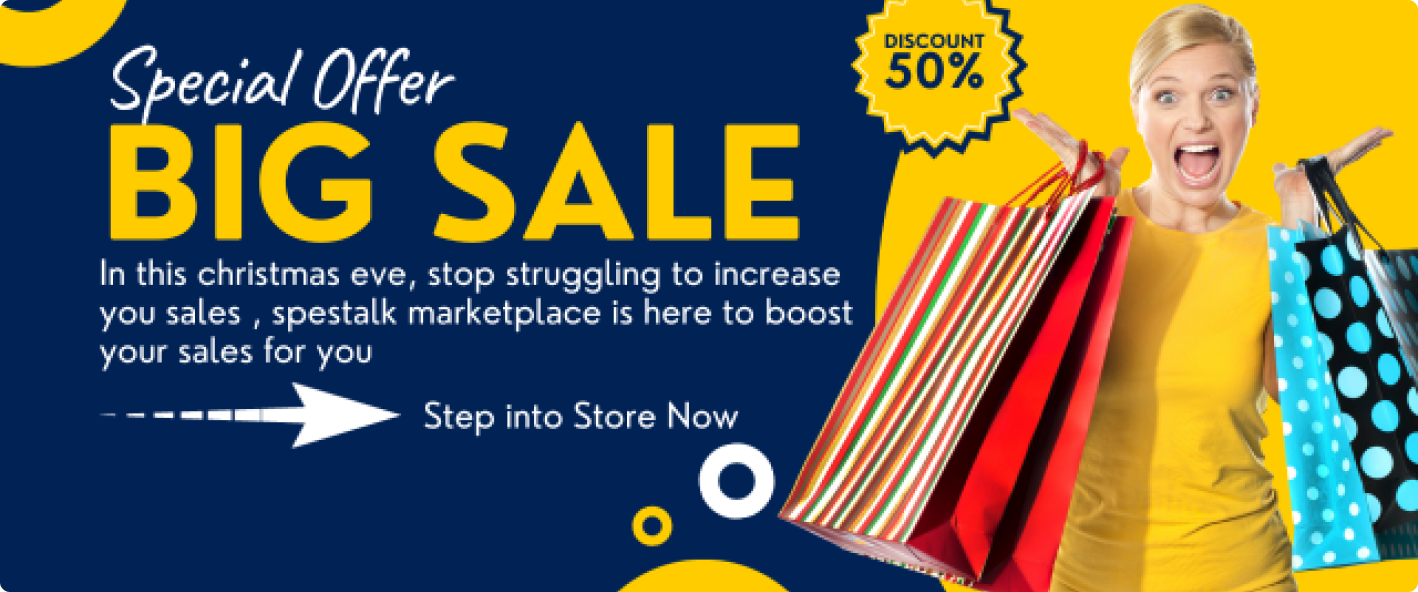 Special Offer
BIG SALE
In this christmas eve, stop struggling to increase
you sales , spestalk marketplace is here to boost
your sales for you
Step into Store Now
DISCOUNT
50%